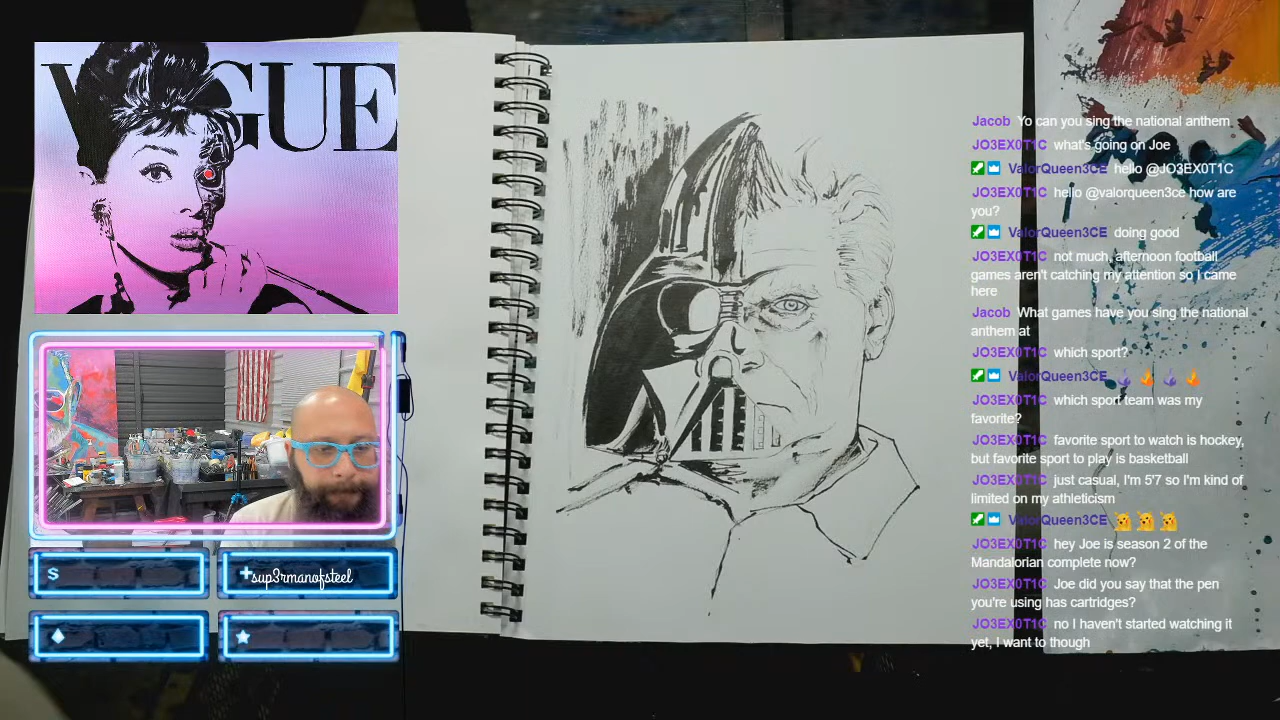 VOGUE
sup3rmanofsteel
Jacob Yo can you sing the national anthem
JO3EX0T1C what's going on Joe
ValorQueen3CE hello @JO3EX0T1C
JO3EX0T1C hello @valorqueen3ce how are
you?
ValorQueen3CE doing good
JO3EX0T1C not much, afternoon football
games aren't catching my attention so I came
here
Jacob What games have you sing the national
anthem at
JO3EX0T1C which sport?
ValorQueen3CE
JO3EX0T1C which sport team was my
favorite?
JO3EX0T1C favorite sport to watch is hockey,
but favorite sport to play is basketball
JO3EX0T1C just casual, I'm 5'7 so I'm kind of
limited on my athleticism
ValorQueen3CE
JO3EX0T1C hey Joe is season 2 of the
Mandalorian complete now?
JO3EX0T1C Joe did you say that the pen
you're using has cartridges?
JO3EX0T1C no I haven't started watching it
yet, I want to though